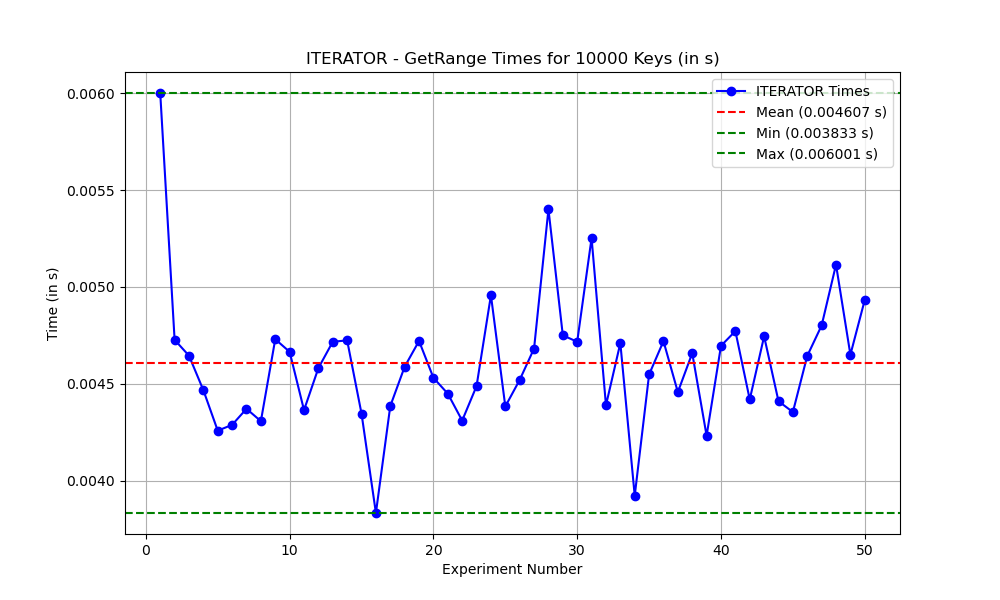 ITERATOR - GetRange Times for 10000 Keys (in s)
ITERATOR Times
Mean (0.004607 s)
Min (0.003833 s)
Max (0.006001 s)
0.0060
0.0055
0.0050
0.0045
0.0040
Time (in s)
0 10 20 30 40 50
Experiment Number